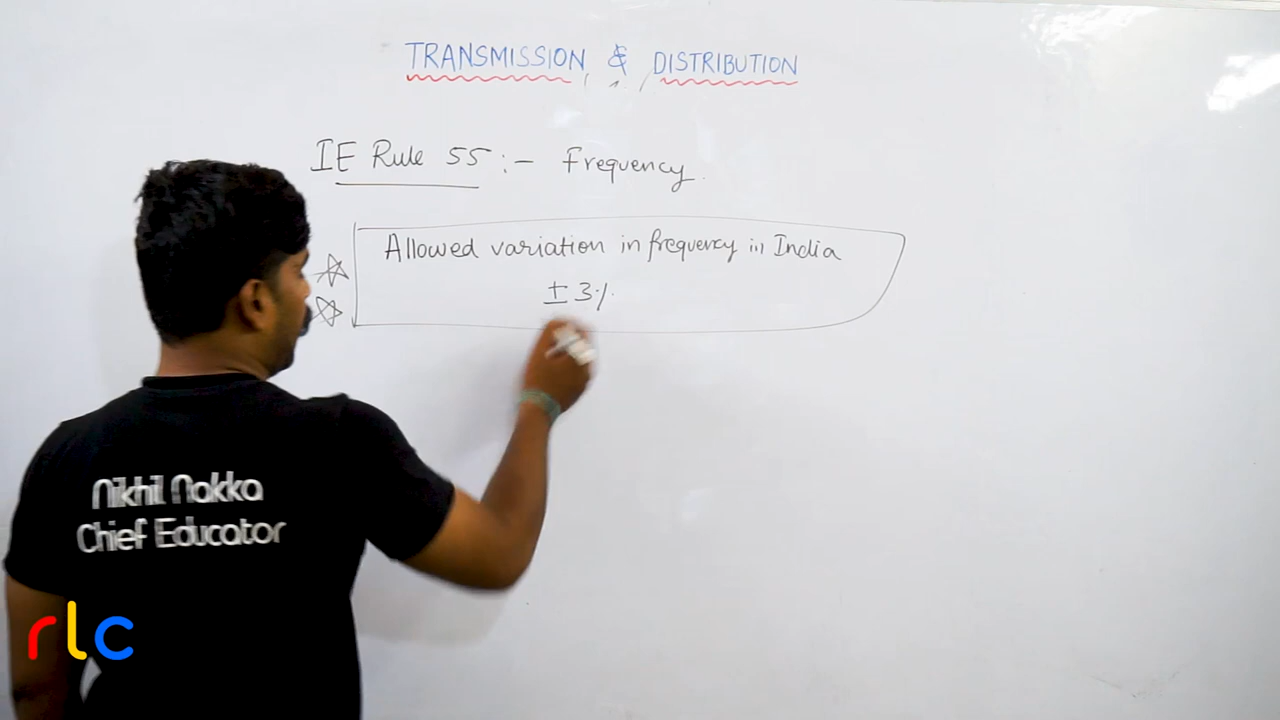 TRANSMISSION & DISTRIBUTION
IE Rule 55 :- Frequency.
Allowed variation in frequency in India
± 3%
Nikhil Nakka
Chief Educator
rlc